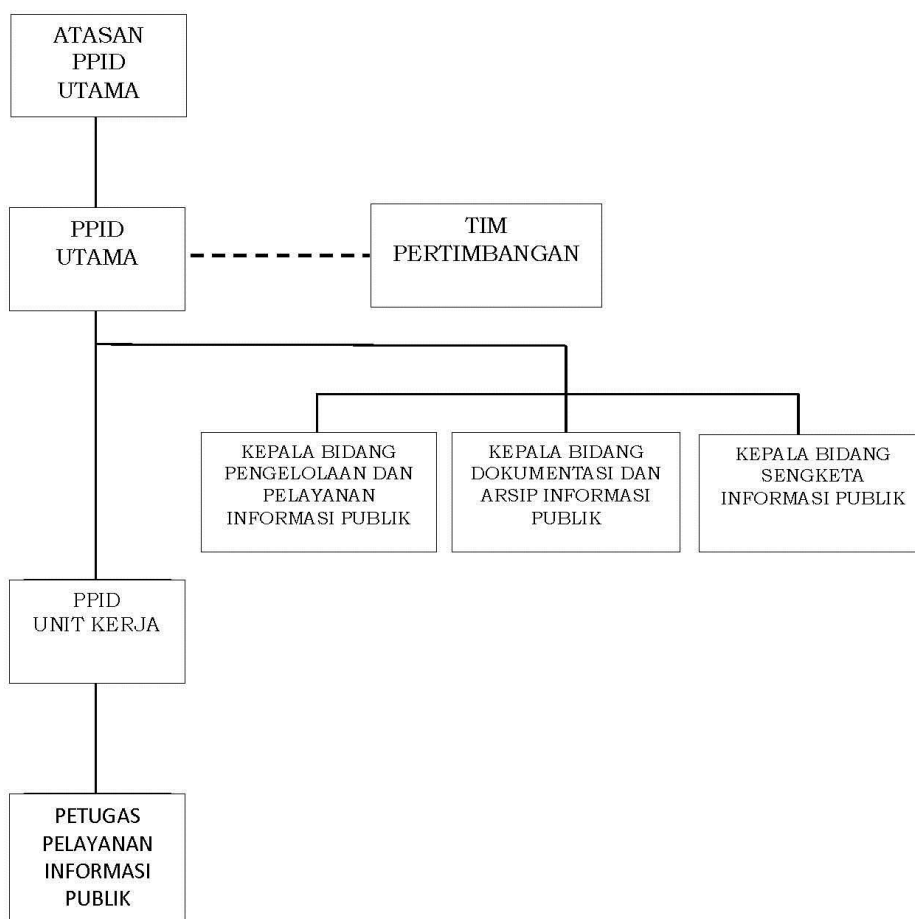 ATASAN
PPID
UTAMA
PPID
UTAMA
TIM
PERTIMBANGAN
KEPALA BIDANG
PENGELOLAAN DAN
PELAYANAN
INFORMASI PUBLIK
KEPALA BIDANG
DOKUMENTASI DAN
ARSIP INFORMASI
PUBLIK
KEPALA BIDANG
SENGKETA
INFORMASI PUBLIK
PPID
UNIT KERJA
PETUGAS
PELAYANAN
INFORMASI
PUBLIK